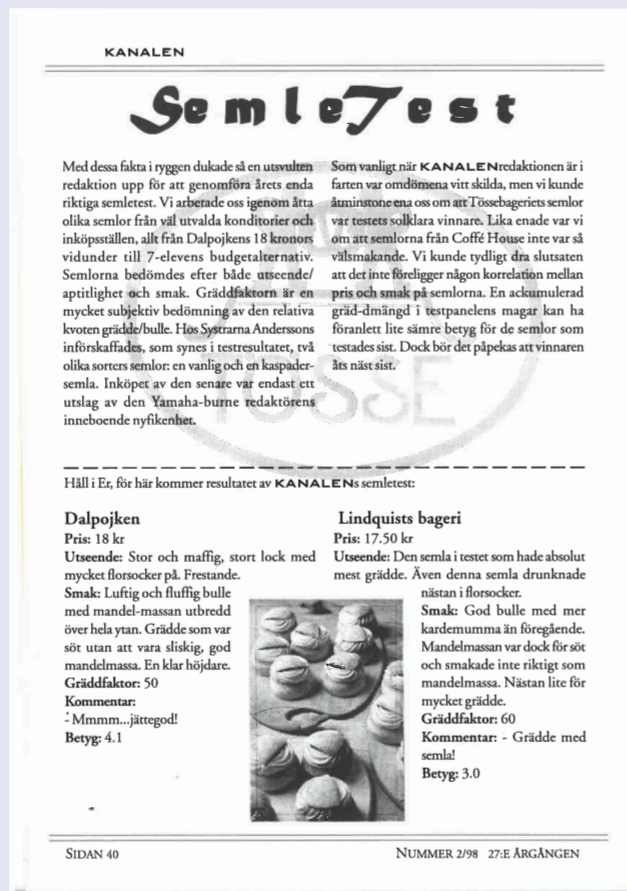 KANALEN
SemleTest
Med dessa fakta i ryggen dukade så en utsvulten
redaktion upp för att genomföra årets enda
riktiga semletest. Vi arbetade oss igenom åtta
olika semlor från väl utvalda konditorier och
inköpsställen, allt från Dalpojkens 18 kronors
vidunder till 7-elevens budgetalternativ.
Semlorna bedömdes efter både utseende/
aptitlighet och smak. Gräddfaktorn är en
mycket subjektiv bedömning av den relativa
kvoten grädde/bulle. Hos Systrarna Anderssons
införskaffades, som synes i testresultatet, två
olika sorters semlor: en vanlig och en kaspader-
semla. Inköpet av den senare var endast ett
utslag av den Yamaha-burne redaktörens
inneboende nyfikenhet.
Som vanligt när KANALENredaktionen är i
farten var omdömena vitt skilda, men vi kunde
åtminstone ena oss om att Tössebageriets semlor
var testets solklara vinnare. Lika enade var vi
om att semlorna från Coffé House inte var så
välsmakande. Vi kunde tydligt dra slutsaten
att det inte föreligger någon korrelation mellan
pris och smak på semlorna. En ackumulerad
gräd-dmängd i testpanelens magar kan ha
föranlett lite sämre betyg för de semlor som
testades sist. Dock bör det påpekas att vinnaren
åts näst sist.
TÖSSE
Håll i Er, för här kommer resultatet av KANALENs semletest:
Dalpojken
Pris: 18 kr
Utseende: Stor och maffig, stort lock med
mycket florsocker på. Frestande.
Smak: Luftig och fluffig bulle
med mandel-massan utbredd
över hela ytan. Grädde som var
söt utan att vara sliskig, god
mandelmassa. En klar höjdare.
Gräddfaktor: 50
Kommentar:
- Mmmm...jättegod!
Betyg: 4.1
Lindquists bageri
Pris: 17.50 kr
Utseende: Den semla i testet som hade absolut
mest grädde. Även denna semla drunknade
nästan i florsocker.
Smak: God bulle med mer
kardemumma än föregående.
Mandelmassan var dock för söt
och smakade inte riktigt som
mandelmassa. Nästan lite för
mycket grädde.
Gräddfaktor: 60
Kommentar: - Grädde med
semla!
Betyg: 3.0
SIDAN 40
NUMMER 2/98 27:E ÅRGÅNGEN